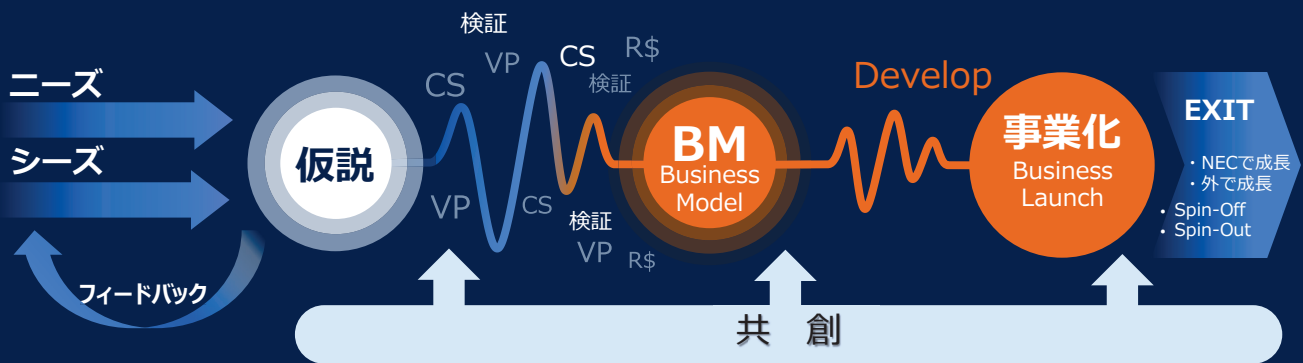 ニーズ
シーズ
フィードバック
仮説
検証
CS
VP
CS
R$
検証
VP
CS
検証
VP
R$
BM
Business
Model
Develop
事業化
Business
Launch
EXIT
・NECで成長
・外で成長
• Spin-Off
• Spin-Out
共 創